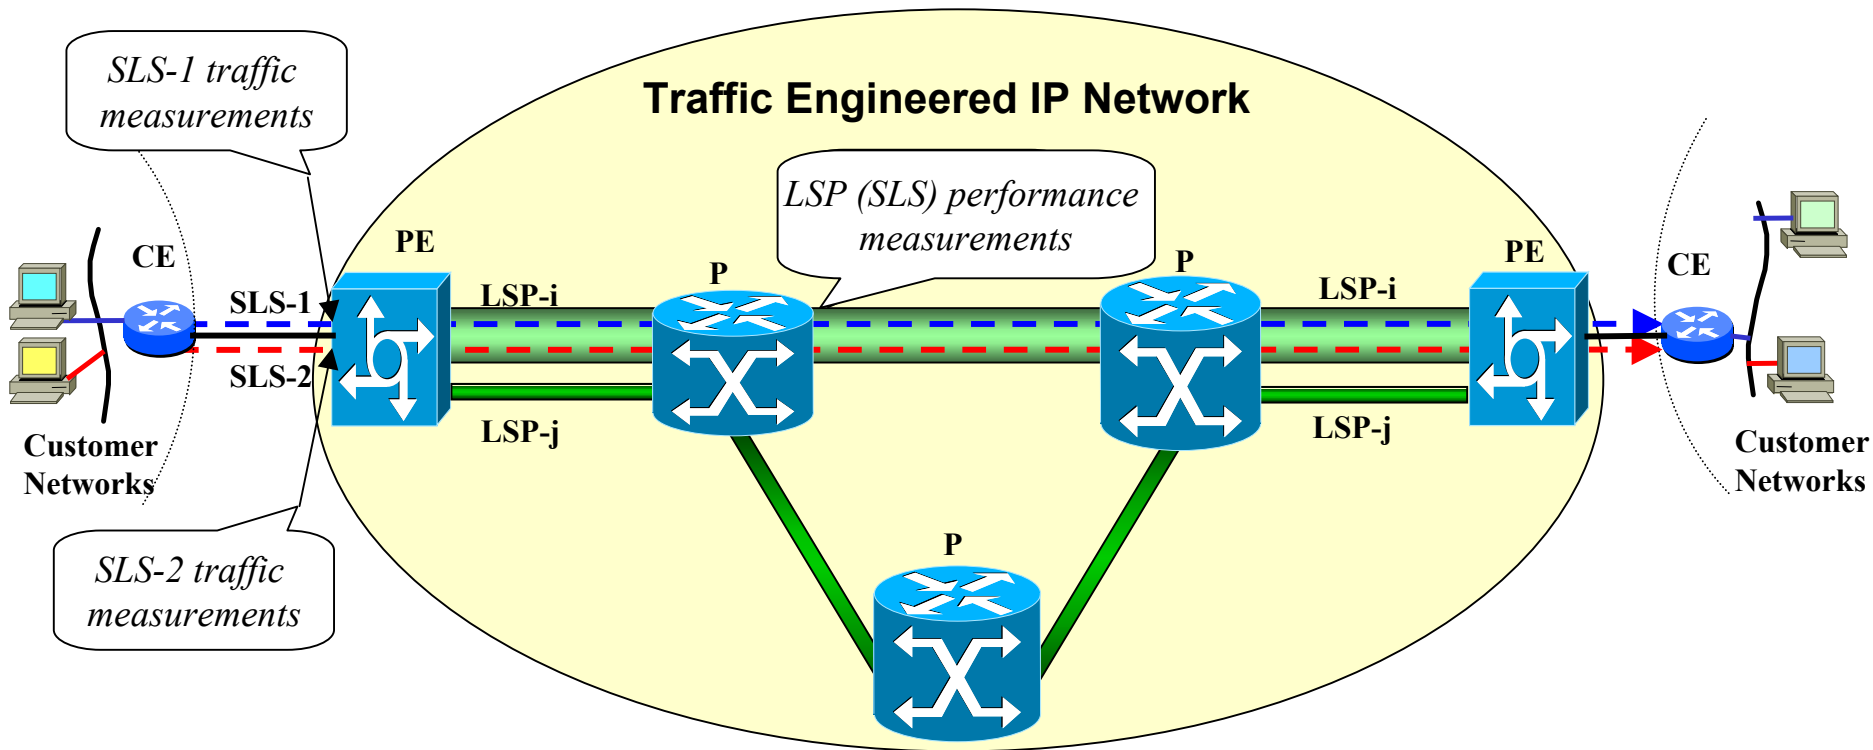 SLS-1 traffic
measurements
Traffic Engineered IP Network
LSP (SLS) performance
measurements
CE
PE
P
P
PE
CE
SLS-1
LSP-i
LSP-i
SLS-2
LSP-j
LSP-j
Customer
Networks
Customer
Networks
SLS-2 traffic
measurements
P